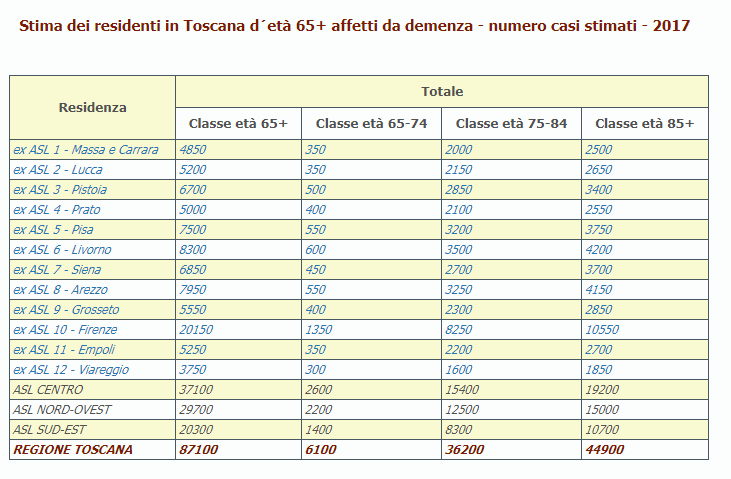 Stima dei residenti in Toscana d´età 65+ affetti da demenza - numero casi stimati - 2017
Residenza Totale
Classe età 65+ Classe età 65-74 Classe età 75-84 Classe età 85+
ex ASL 1 - Massa e Carrara 4850 350 2000 2500
ex ASL 2 - Lucca 5200 350 2150 2650
ex ASL 3 - Pistoia 6700 500 2850 3400
ex ASL 4 - Prato 5000 400 2100 2550
ex ASL 5 - Pisa 7500 550 3200 3750
ex ASL 6 - Livorno 8300 600 3500 4200
ex ASL 7 - Siena 6850 450 2700 3700
ex ASL 8 - Arezzo 7950 550 3250 4150
ex ASL 9 - Grosseto 5550 400 2300 2850
ex ASL 10 - Firenze 20150 1350 8250 10550
ex ASL 11 - Empoli 5250 350 2200 2700
ex ASL 12 - Viareggio 3750 300 1600 1850
ASL CENTRO 37100 2600 15400 19200
ASL NORD-OVEST 29700 2200 12500 15000
ASL SUD-EST 20300 1400 8300 10700
REGIONE TOSCANA 87100 6100 36200 44900